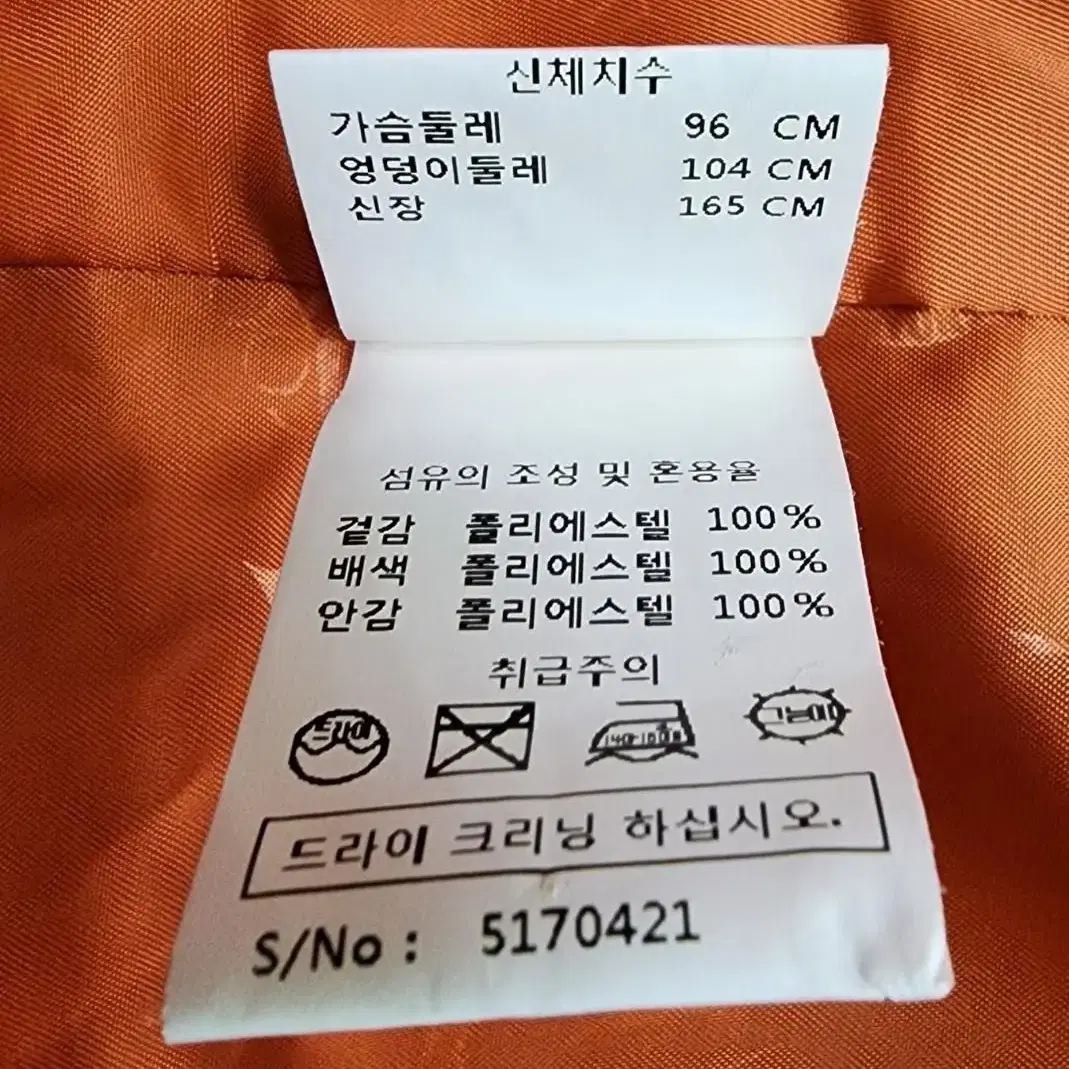 신체치수
가슴둘레 96 CM
엉덩이둘레 104 CM
신장 165 CM
섬유의 조성 및 혼용율
겉감 폴리에스텔 100%
배색 폴리에스텔 100%
안감 폴리에스텔 100%
취급주의
드라이
140-160℃
그늘에
드라이 크리닝 하십시오.
S/No : 5170421